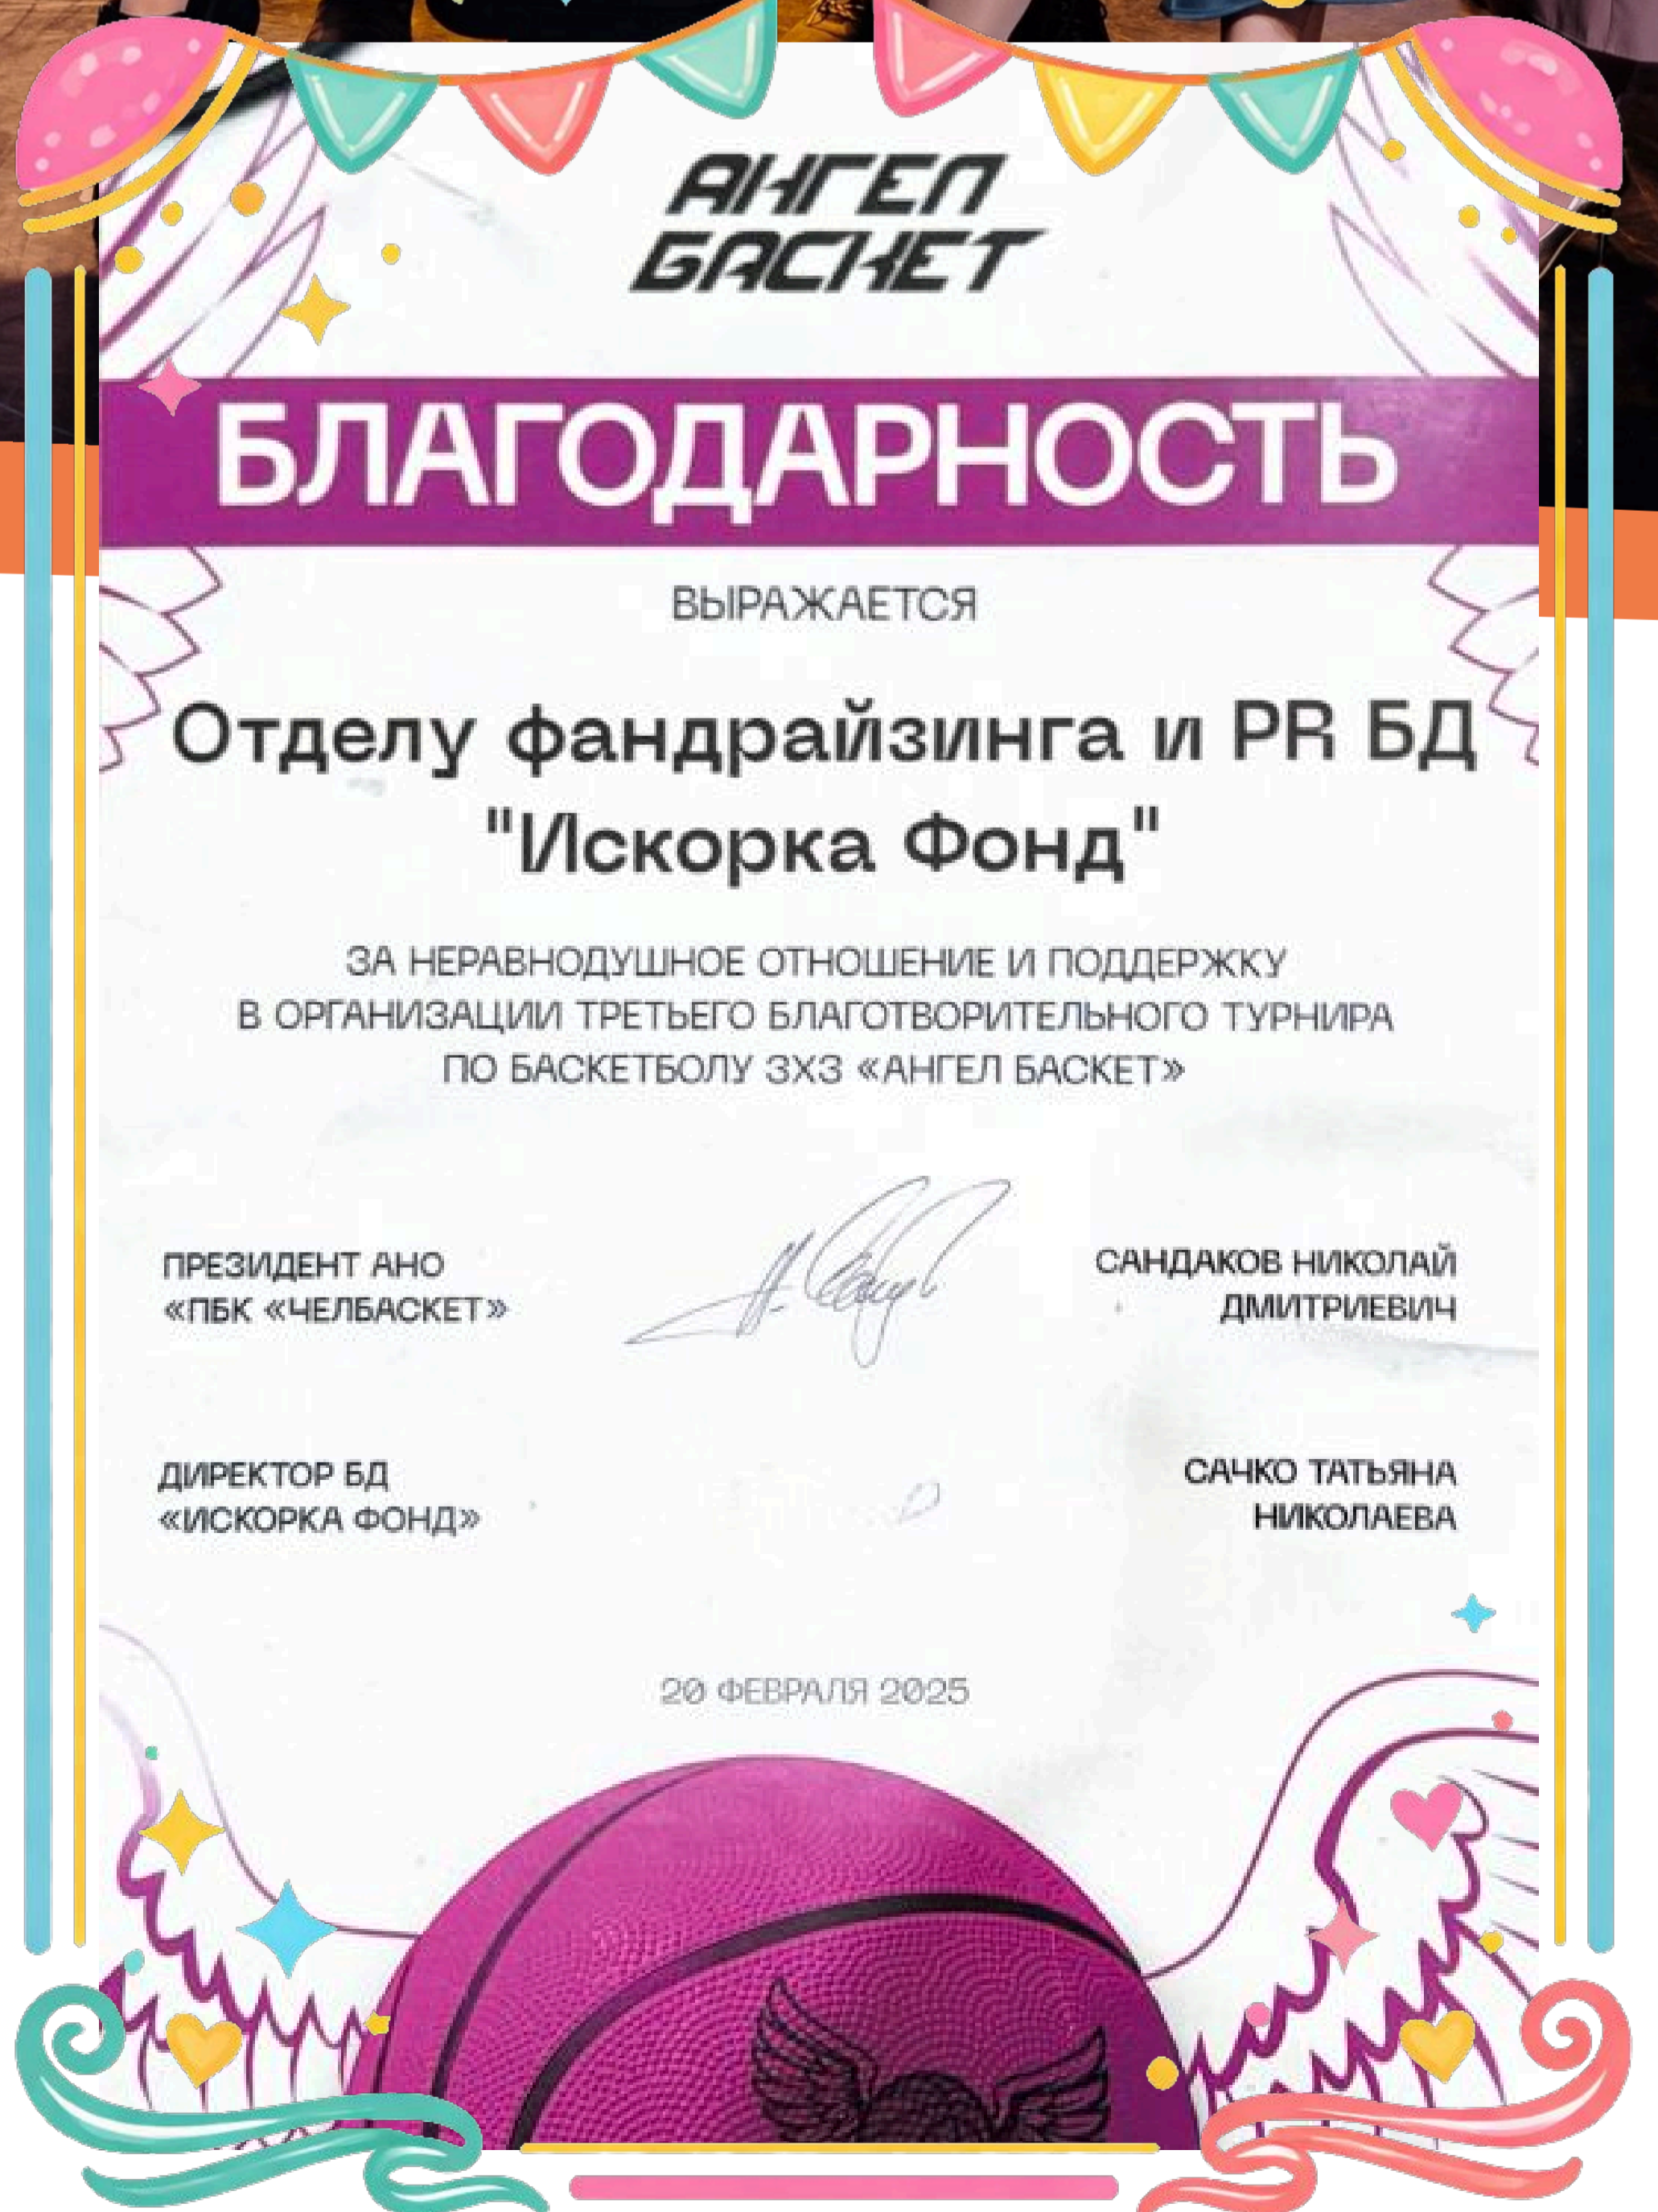 АНГЕЛ
БАСКЕТ
БЛАГОДАРНОСТЬ
ВЫРАЖАЕТСЯ
Отделу фандрайзинга и PR БД
"Искорка Фонд"
ЗА НЕРАВНОДУШНОЕ ОТНОШЕНИЕ И ПОДДЕРЖКУ
В ОРГАНИЗАЦИИ ТРЕТЬЕГО БЛАГОТВОРИТЕЛЬНОГО ТУРНИРА
ПО БАСКЕТБОЛУ 3Х3 «АНГЕЛ БАСКЕТ»
ПРЕЗИДЕНТ АНО
«ПБК «ЧЕЛБАСКЕТ»
САНДАКОВ НИКОЛАЙ
ДМИТРИЕВИЧ
ДИРЕКТОР БД
«ИСКОРКА ФОНД»
САЧКО ТАТЬЯНА
НИКОЛАЕВА
20 ФЕВРАЛЯ 2025